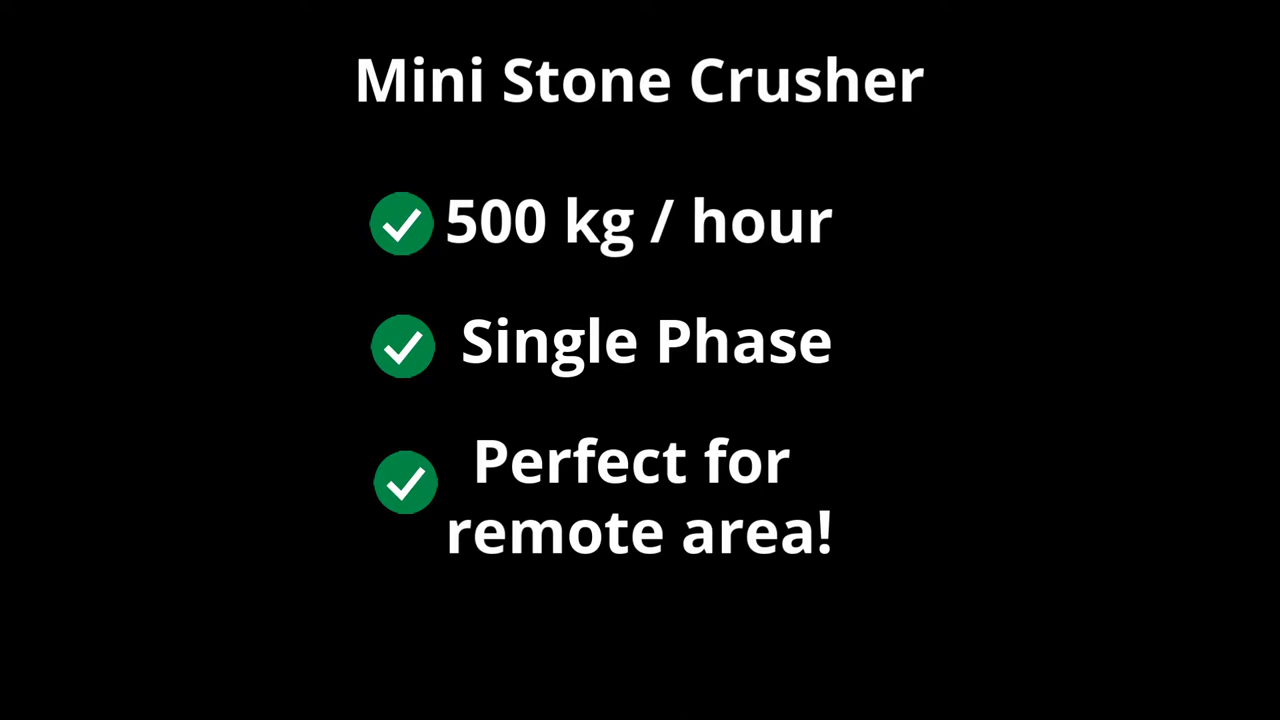 Mini Stone Crusher
500 kg / hour
Single Phase
Perfect for
remote area!